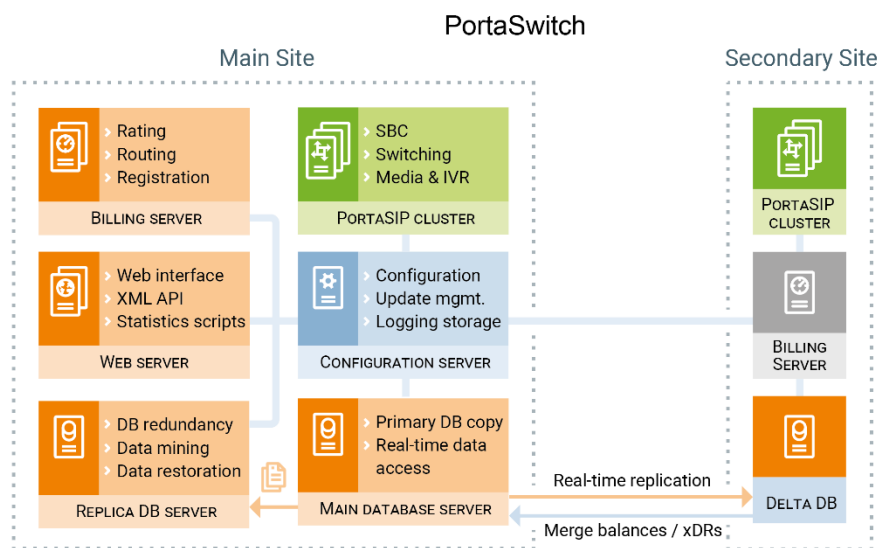 PortaSwitch
Main Site
Secondary Site
Rating
Routing
Registration
BILLING SERVER
SBC
Switching
Media & IVR
PORTASIP CLUSTER
PORTASIP
CLUSTER
Web interface
XML API
Statistics scripts
WEB SERVER
Configuration
Update mgmt.
Logging storage
CONFIGURATION SERVER
BILLING
SERVER
DB redundancy
Data mining
Data restoration
REPLICA DB SERVER
Primary DB copy
Real-time data
access
MAIN DATABASE SERVER
Real-time replication
Merge balances / xDRs
DELTA DB